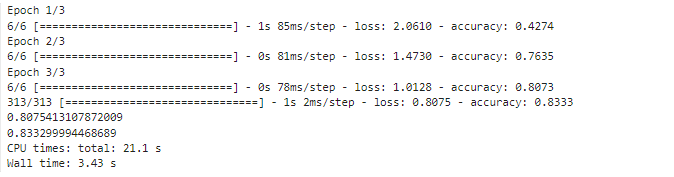 Epoch 1/3
6/6 [==============================] - 1s 85ms/step - loss: 2.0610 - accuracy: 0.4274
Epoch 2/3
6/6 [==============================] - 0s 81ms/step - loss: 1.4730 - accuracy: 0.7635
Epoch 3/3
6/6 [==============================] - 0s 78ms/step - loss: 1.0128 - accuracy: 0.8073
313/313 [==============================] - 1s 2ms/step - loss: 0.8075 - accuracy: 0.8333
0.8075413107872009
0.833299994468689
CPU times: total: 21.1 s
Wall time: 3.43 s